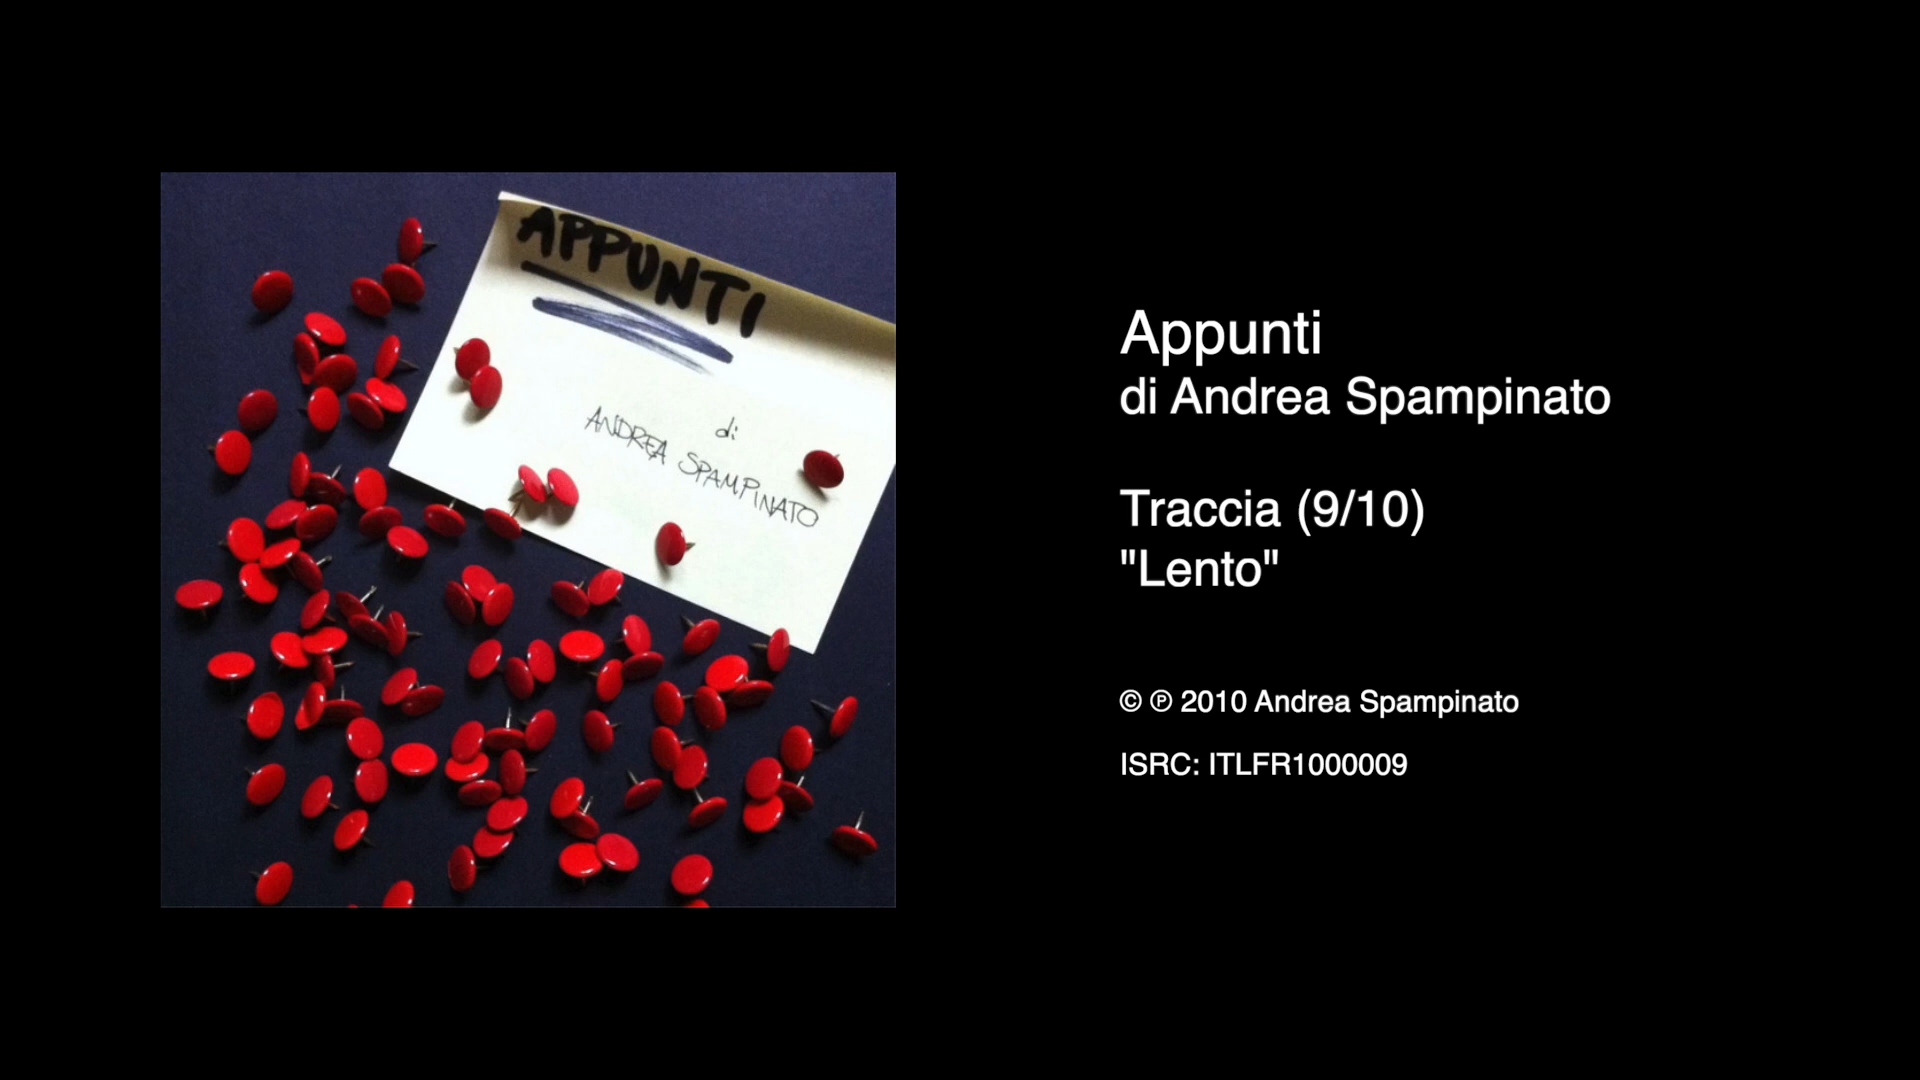 APPUNTI
di
ANDREA SPAMPINATO
Appunti
di Andrea Spampinato
Traccia (9/10)
"Lento"
© ℗ 2010 Andrea Spampinato
ISRC: ITLFR1000009